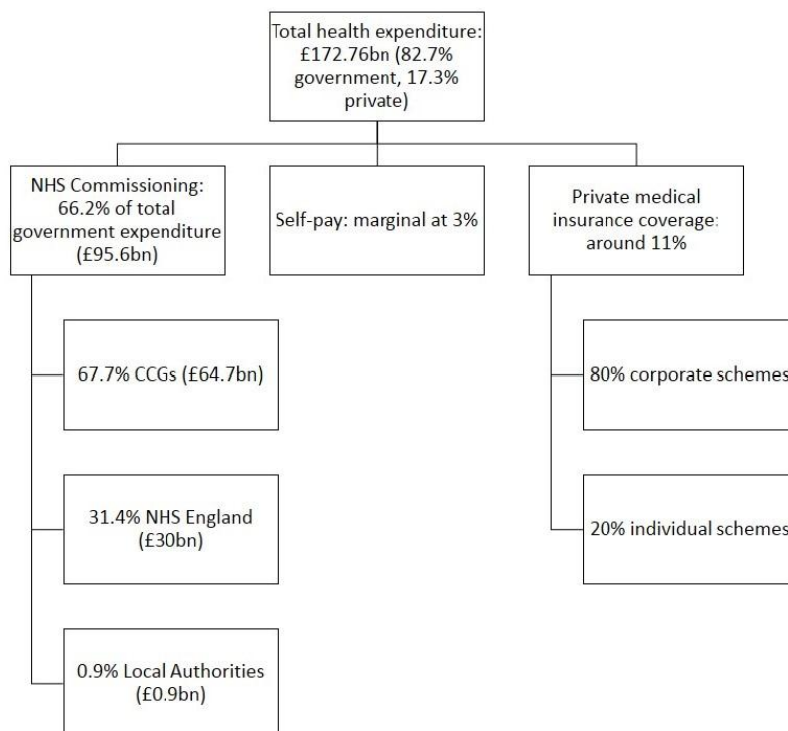 Total health expenditure:
£172.76bn (82.7%
government, 17.3%
private)
NHS Commissioning:
66.2% of total
government expenditure
(£95.6bn)
Self-pay: marginal at 3%
Private medical
insurance coverage:
around 11%
67.7% CCGs (£64.7bn)
80% corporate schemes
31.4% NHS England
(£30bn)
20% individual schemes
0.9% Local Authorities
(£0.9bn)